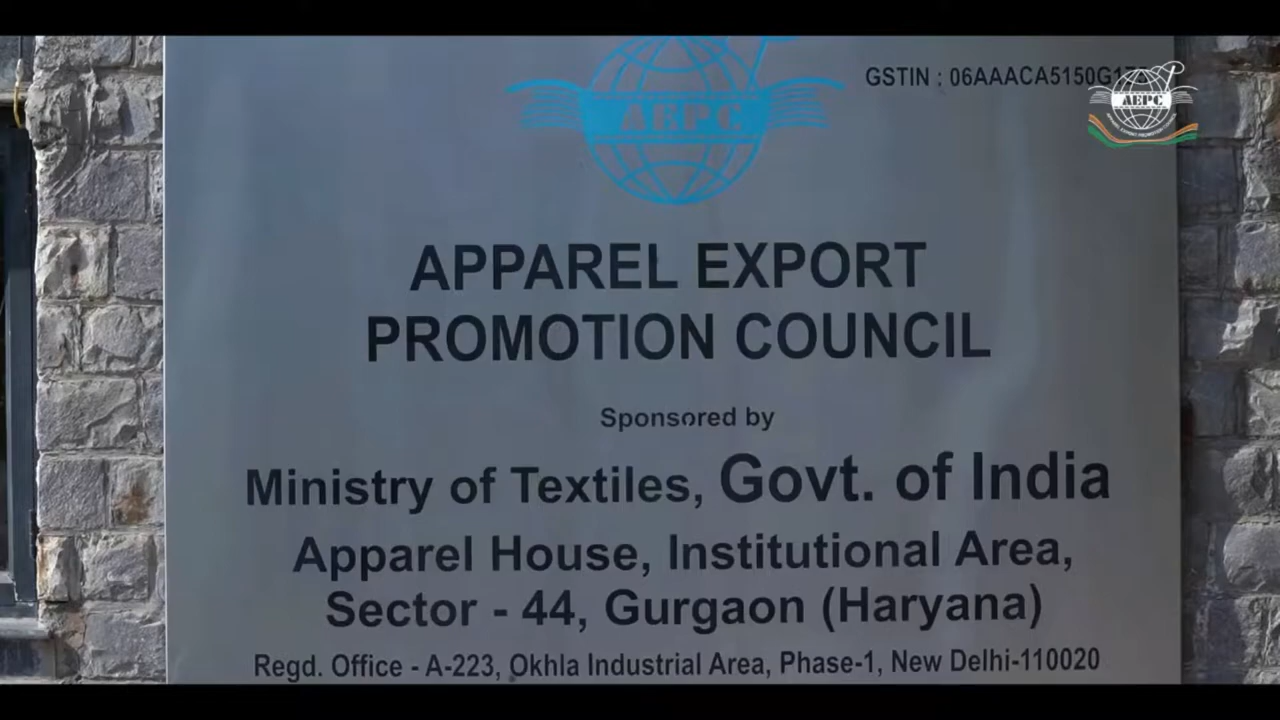 GSTIN : 06AAACA5150G1
AEPC
AEPC
APPAREL EXPORT
PROMOTION COUNCIL
Sponsored by
Ministry of Textiles, Govt. of India
Apparel House, Institutional Area,
Sector - 44, Gurgaon (Haryana)
Regd. Office - A-223, Okhla Industrial Area, Phase-1, New Delhi-110020